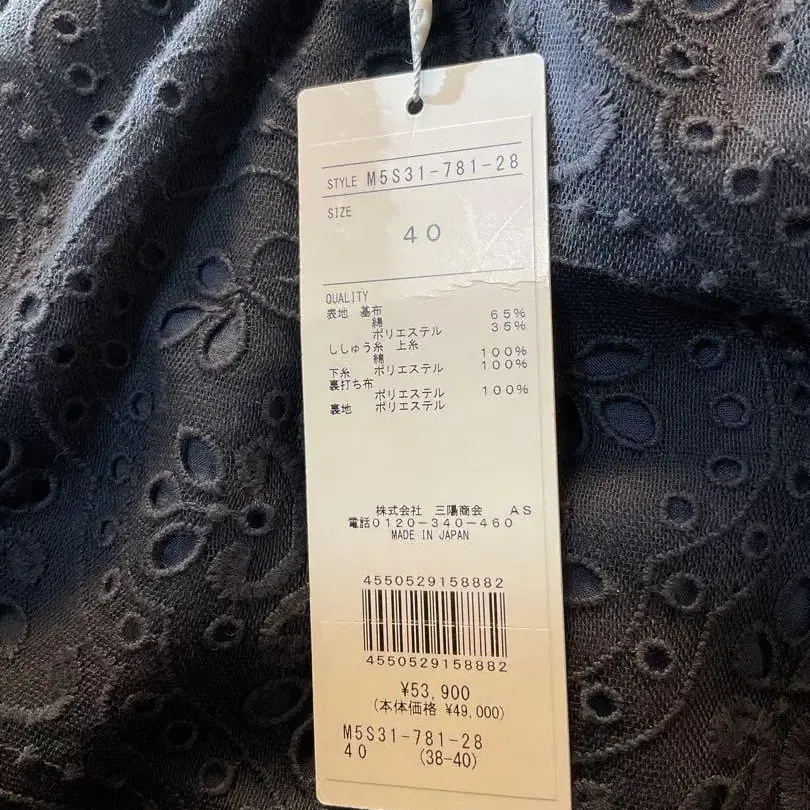 STYLE M5S31-781-28
SIZE
40
QUALITY
表地 基布
綿 65%
ポリエステル 35%
ししゅう糸 上糸
綿 100%
下糸 ポリエステル 100%
裏打ち布
ポリエステル 100%
裏地 ポリエステル
株式会社 三陽商会 AS
電話0120-340-460
MADE IN JAPAN
4550529158882
4550529158882
¥53,900
(本体価格 ¥49,000)
M5S31-781-28
40 (38-40)